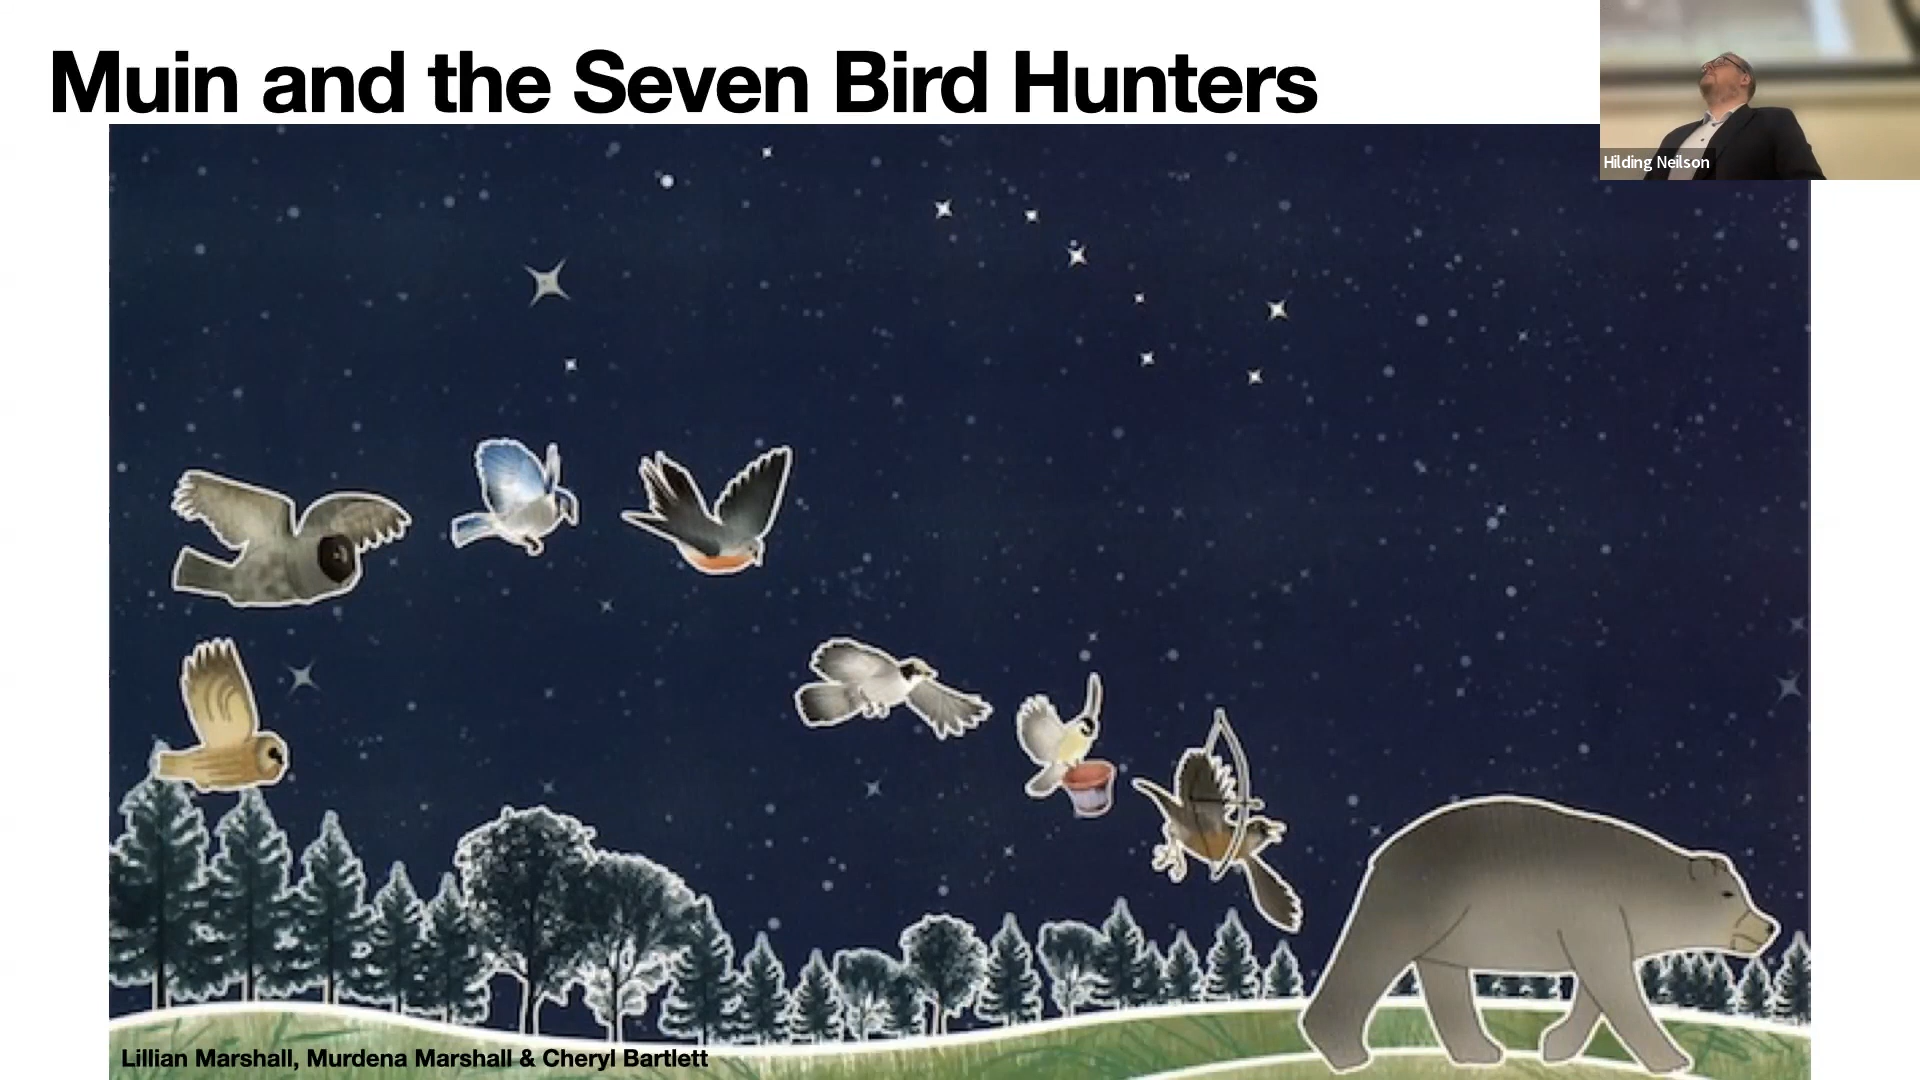 Muin and the Seven Bird Hunters
Hilding Neilson
Lillian Marshall, Murdena Marshall & Cheryl Bartlett